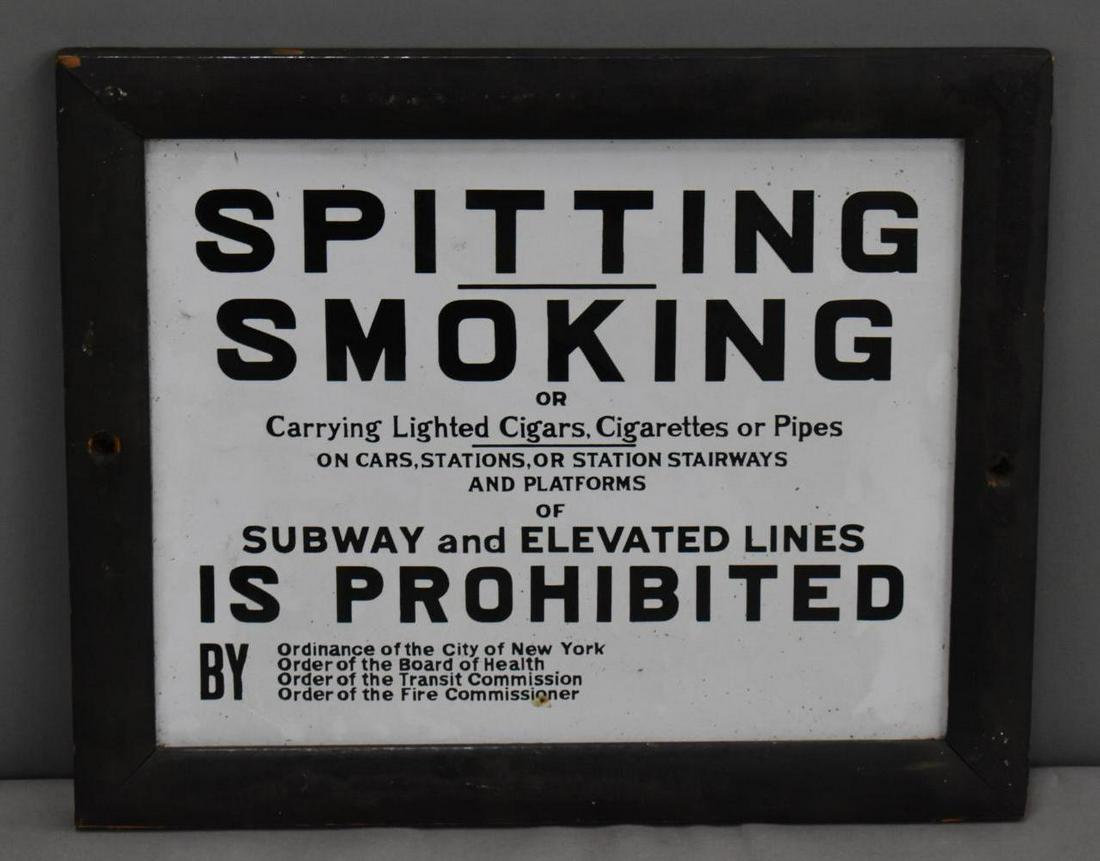 SPITTING
SMOKING
OR
Carrying Lighted Cigars, Cigarettes or Pipes
ON CARS, STATIONS, OR STATION STAIRWAYS
AND PLATFORMS
OF
SUBWAY and ELEVATED LINES
IS PROHIBITED
BY
Ordinance of the City of New York
Order of the Board of Health
Order of the Transit Commission
Order of the Fire Commissioner